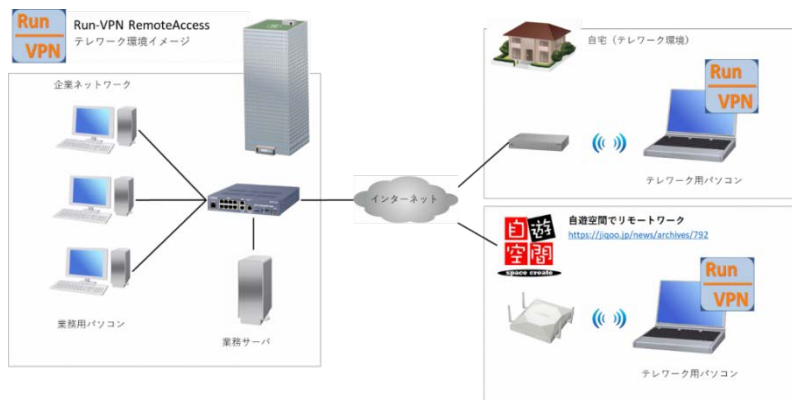 Run
VPN
Run-VPN RemoteAccess
テレワーク環境イメージ
企業ネットワーク
業務用パソコン
業務サーバ
インターネット
自宅（テレワーク環境）
Run
VPN
テレワーク用パソコン
自遊空間
space create
自遊空間でリモートワーク
https://jiqoo.jp/news/archives/792
Run
VPN
テレワーク用パソコン